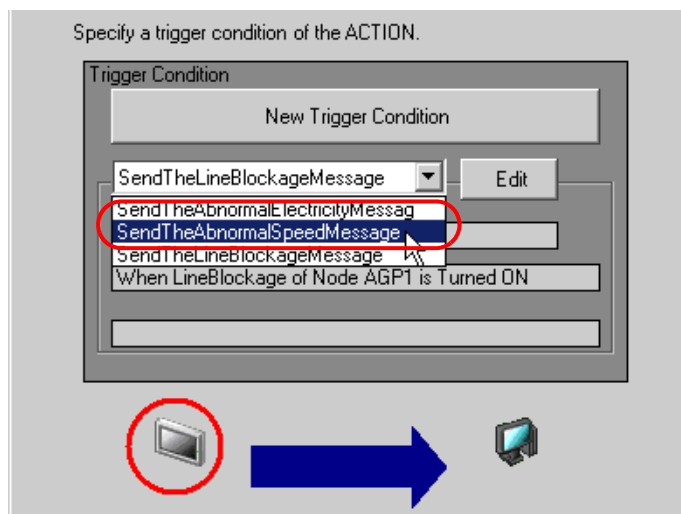 Specify a trigger condition of the ACTION.
Trigger Condition
New Trigger Condition
SendTheLineBlockageMessage
Edit
SendTheAbnormalElectricityMessag
SendTheAbnormalSpeedMessage
SendTheLineBlockageMessage
When LineBlockage of Node AGP1 is Turned ON